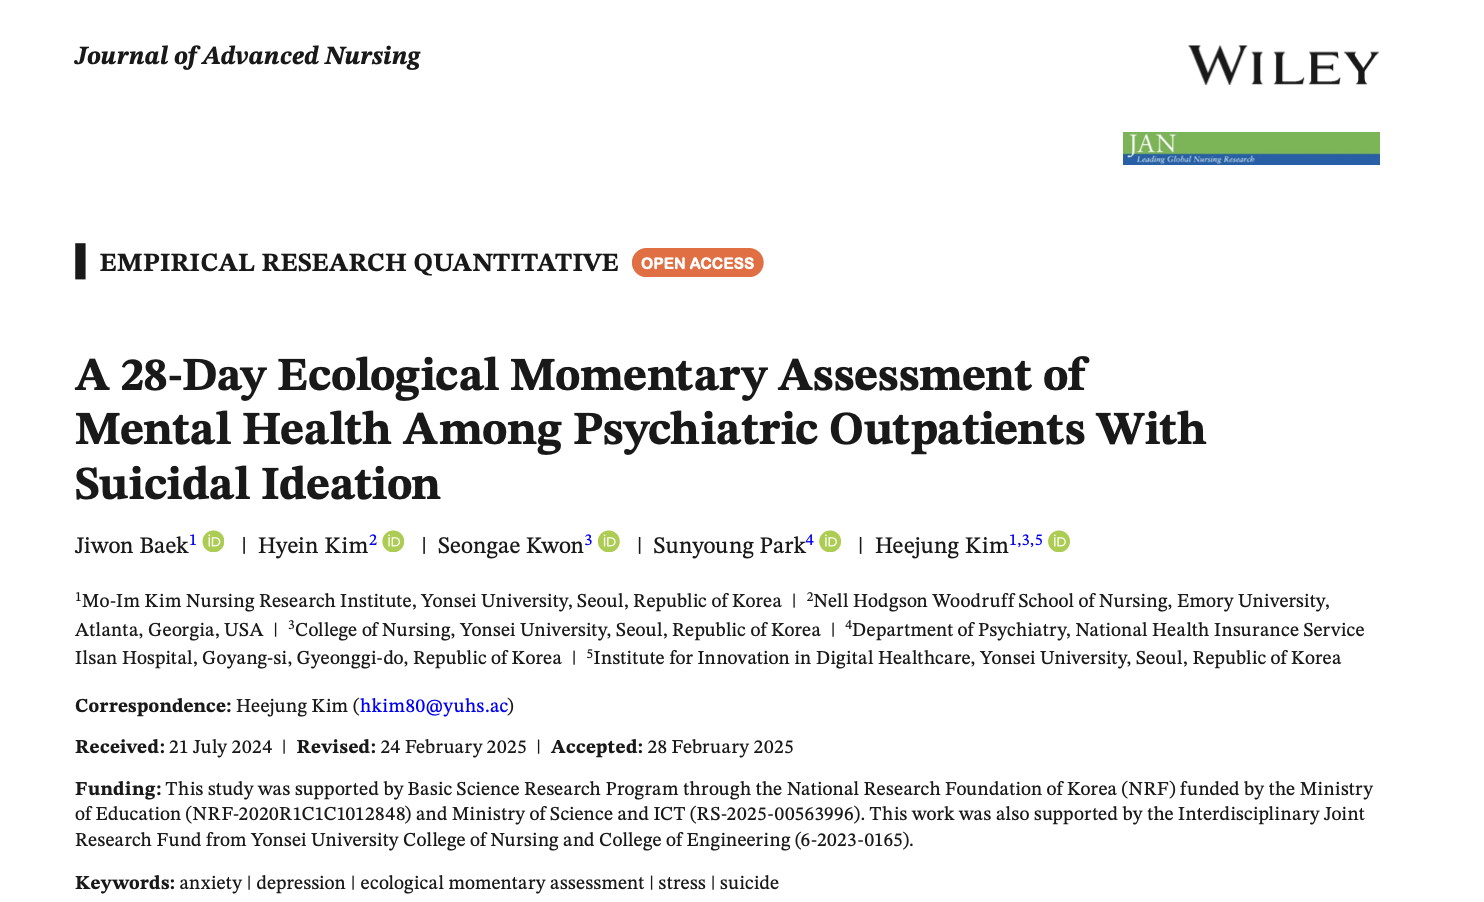 Journal of Advanced Nursing
WILEY
JAN
Leading Global Nursing Research
EMPIRICAL RESEARCH QUANTITATIVE OPEN ACCESS
A 28-Day Ecological Momentary Assessment of
Mental Health Among Psychiatric Outpatients With
Suicidal Ideation
Jiwon Baek1 iD | Hyein Kim2 iD | Seongae Kwon3 iD | Sunyoung Park4 iD | Heejung Kim1,3,5 iD
1Mo-Im Kim Nursing Research Institute, Yonsei University, Seoul, Republic of Korea | 2Nell Hodgson Woodruff School of Nursing, Emory University,
Atlanta, Georgia, USA | 3College of Nursing, Yonsei University, Seoul, Republic of Korea | 4Department of Psychiatry, National Health Insurance Service
Ilsan Hospital, Goyang-si, Gyeonggi-do, Republic of Korea | 5Institute for Innovation in Digital Healthcare, Yonsei University, Seoul, Republic of Korea
Correspondence: Heejung Kim (hkim80@yuhs.ac)
Received: 21 July 2024 | Revised: 24 February 2025 | Accepted: 28 February 2025
Funding: This study was supported by Basic Science Research Program through the National Research Foundation of Korea (NRF) funded by the Ministry
of Education (NRF-2020R1C1C1012848) and Ministry of Science and ICT (RS-2025-00563996). This work was also supported by the Interdisciplinary Joint
Research Fund from Yonsei University College of Nursing and College of Engineering (6-2023-0165).
Keywords: anxiety | depression | ecological momentary assessment | stress | suicide